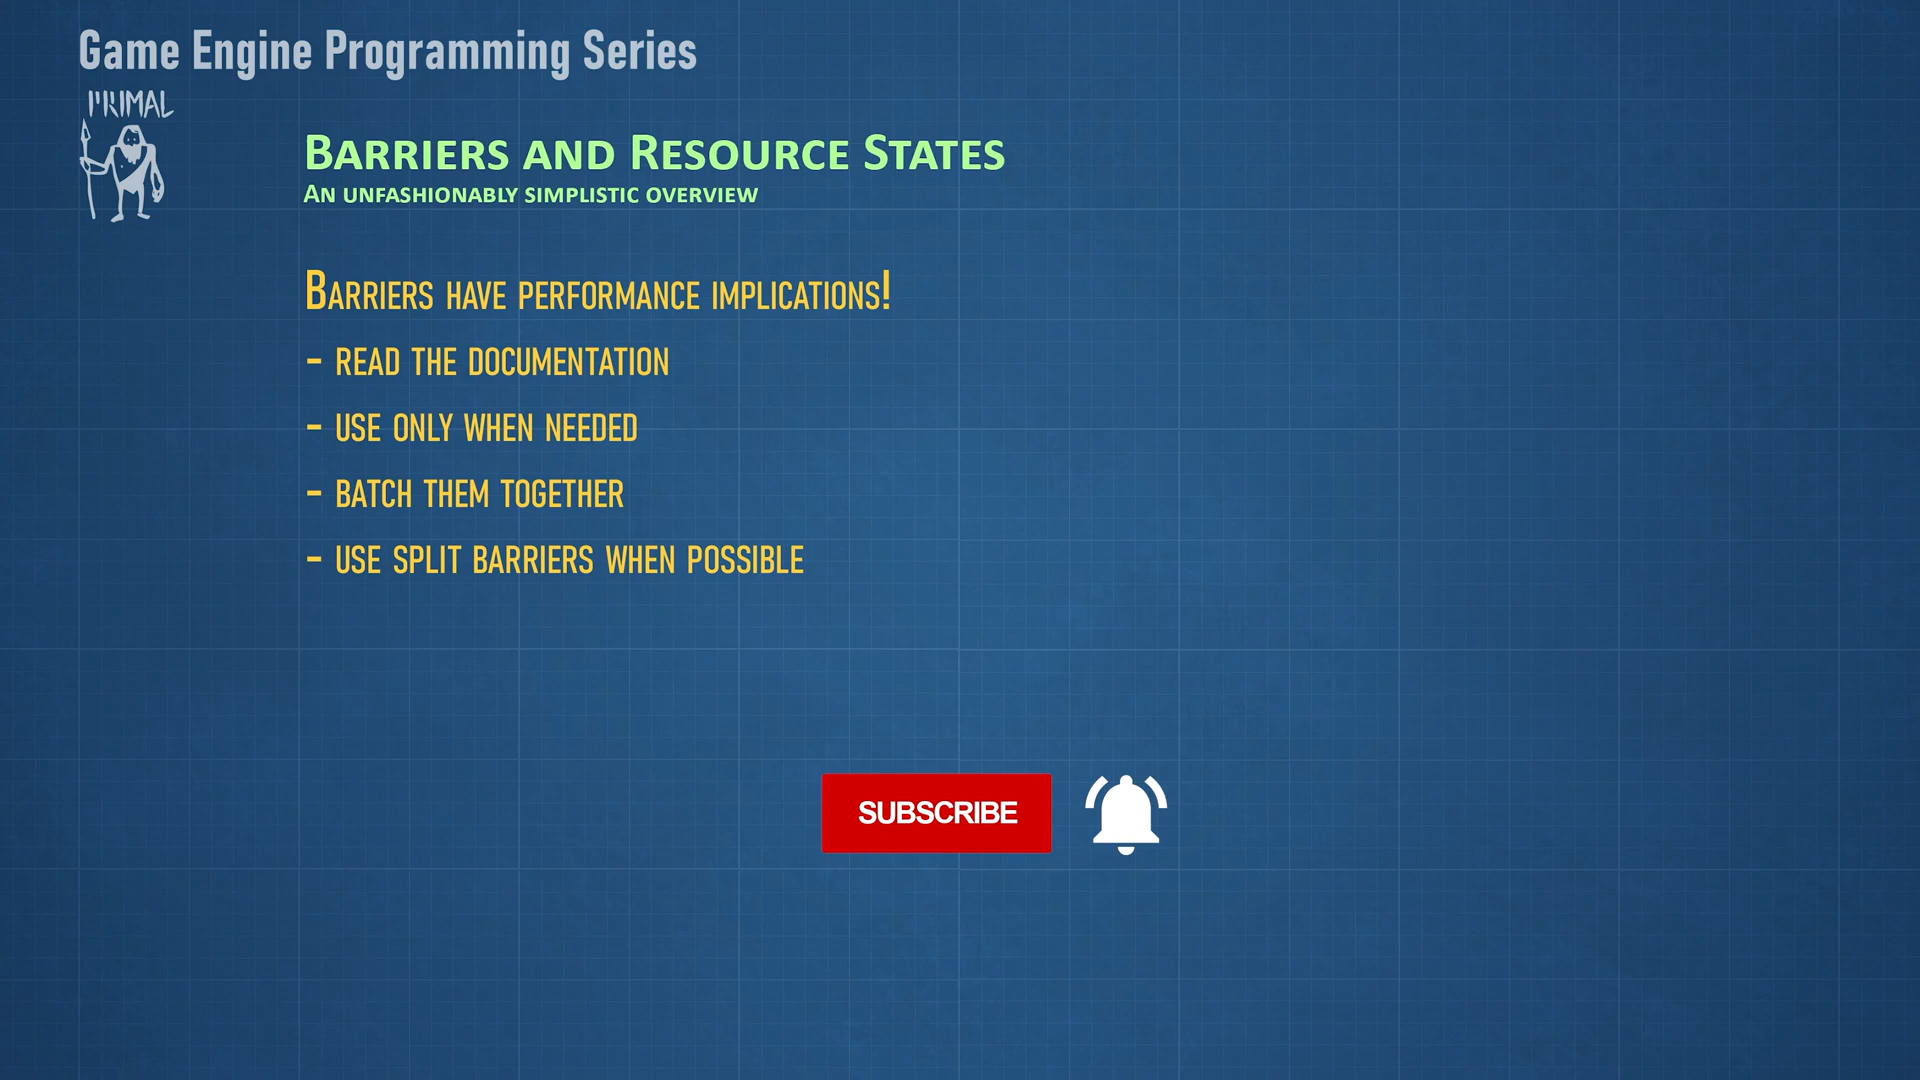 Game Engine Programming Series
PRIMAL
Barriers and Resource States
An unfashionably simplistic overview
Barriers have performance implications!
- read the documentation
- use only when needed
- batch them together
- use split barriers when possible
SUBSCRIBE